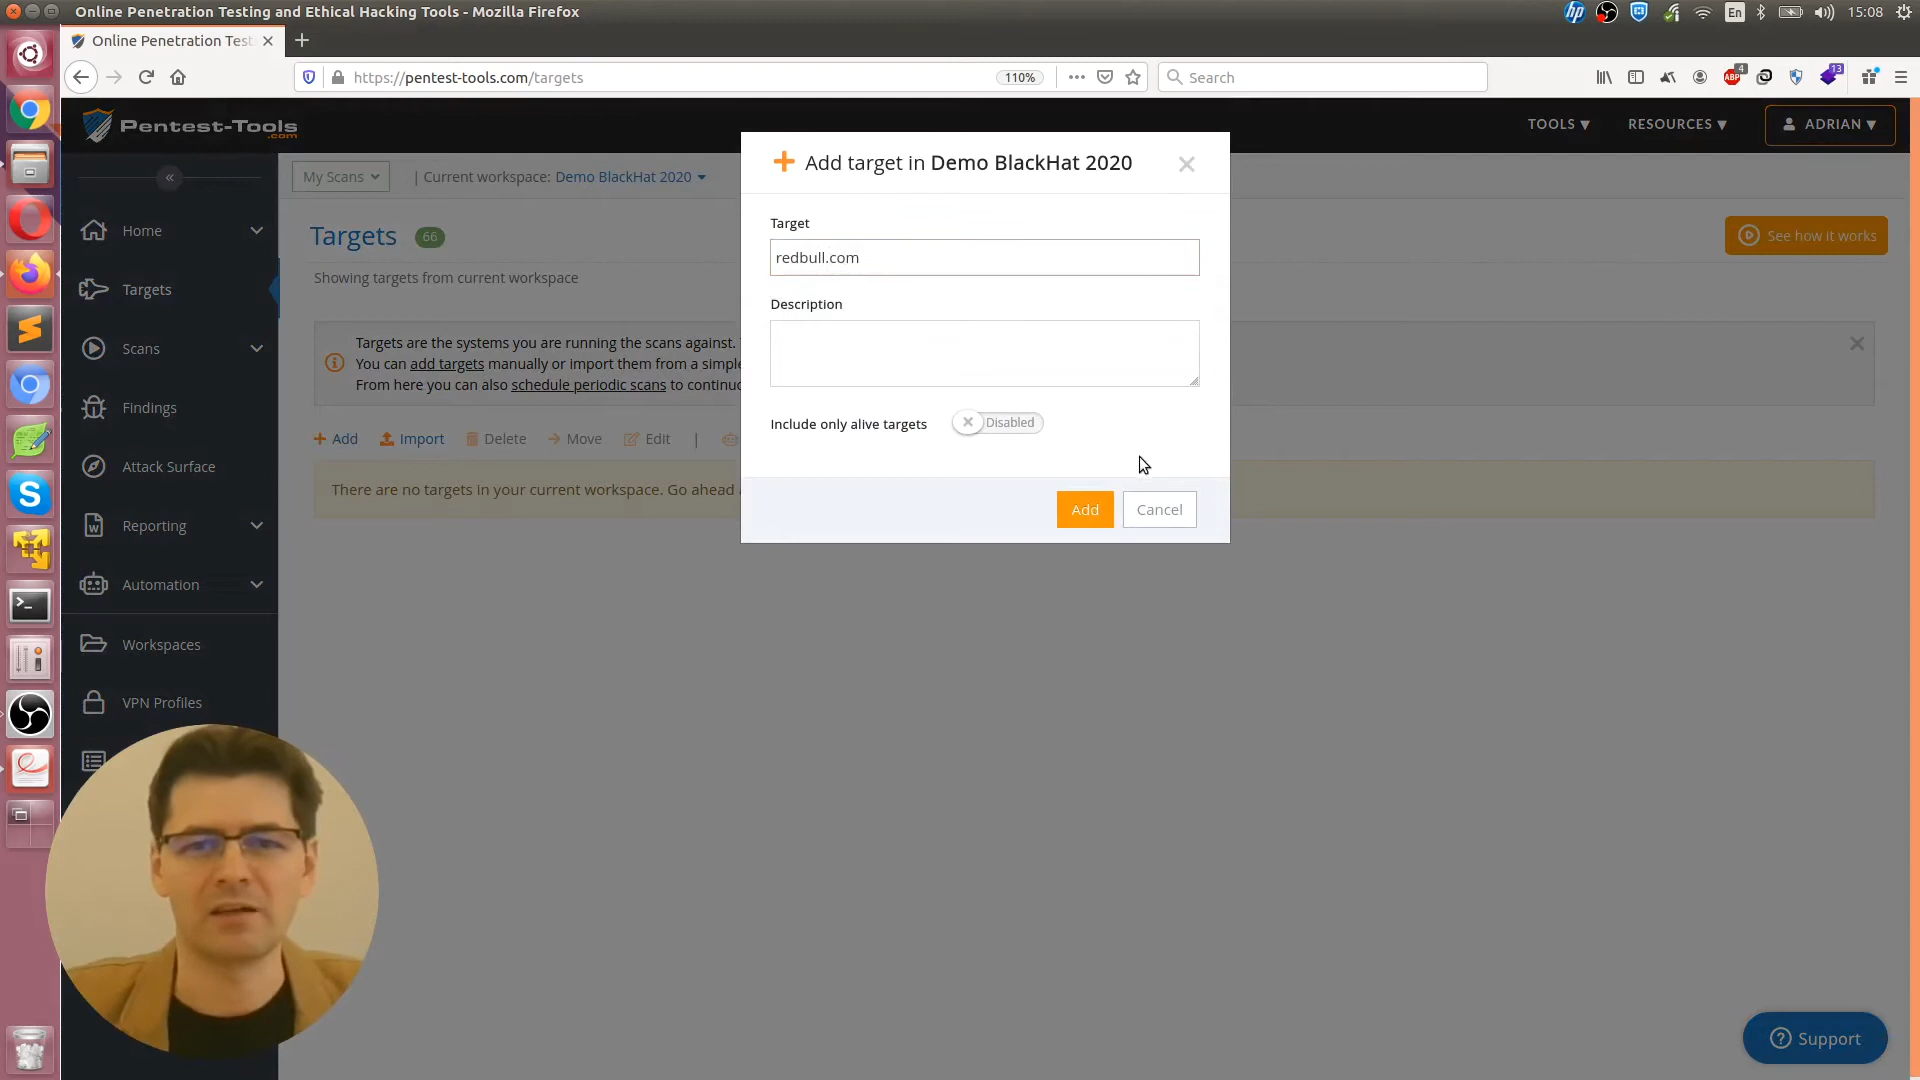 Online Penetration Testing and Ethical Hacking Tools - Mozilla Firefox
En
15:08
Online Penetration Test
https://pentest-tools.com/targets
110%
Search
4
13
Pentest-Tools
.com
TOOLS ▼
RESOURCES ▼
ADRIAN ▼
My Scans
| Current workspace: Demo BlackHat 2020
Home
Targets
Scans
Findings
Attack Surface
Reporting
Automation
Workspaces
VPN Profiles
Targets 66
See how it works
Showing targets from current workspace
Targets are the systems you are running the scans against.
You can add targets manually or import them from a simple
From here you can also schedule periodic scans to continuo
Add
Import
Delete
Move
Edit
|
There are no targets in your current workspace. Go ahead
Add target in Demo BlackHat 2020
Target
redbull.com
Description
Include only alive targets
Disabled
Add
Cancel
Support